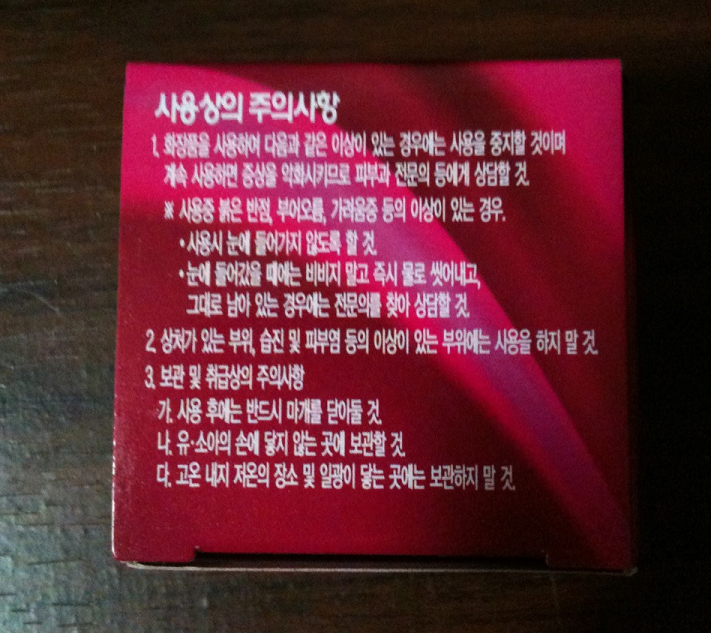 사용상의 주의사항
1. 화장품을 사용하여 다음과 같은 이상이 있는 경우에는 사용을 중지할 것이며
계속 사용하면 증상을 악화시키므로 피부과 전문의 등에게 상담할 것.
※ 사용중 붉은 반점, 부어오름, 가려움증 등의 이상이 있는 경우.
• 사용시 눈에 들어가지 않도록 할 것.
• 눈에 들어갔을 때에는 비비지 말고 즉시 물로 씻어내고,
그대로 남아 있는 경우에는 전문의를 찾아 상담할 것.
2. 상처가 있는 부위, 습진 및 피부염 등의 이상이 있는 부위에는 사용을 하지 말 것.
3. 보관 및 취급상의 주의사항
가. 사용 후에는 반드시 마개를 닫아둘 것.
나. 유·소아의 손에 닿지 않는 곳에 보관할 것.
다. 고온 내지 저온의 장소 및 일광이 닿는 곳에는 보관하지 말 것.